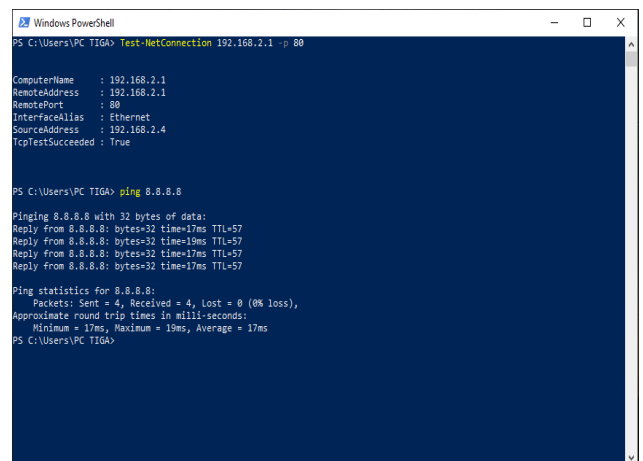 Windows PowerShell
PS C:\Users\PC TIGA> Test-NetConnection 192.168.2.1 -p 80
ComputerName     : 192.168.2.1
RemoteAddress    : 192.168.2.1
RemotePort       : 80
InterfaceAlias   : Ethernet
SourceAddress    : 192.168.2.4
TcpTestSucceeded : True
PS C:\Users\PC TIGA> ping 8.8.8.8
Pinging 8.8.8.8 with 32 bytes of data:
Reply from 8.8.8.8: bytes=32 time=17ms TTL=57
Reply from 8.8.8.8: bytes=32 time=19ms TTL=57
Reply from 8.8.8.8: bytes=32 time=17ms TTL=57
Reply from 8.8.8.8: bytes=32 time=17ms TTL=57
Ping statistics for 8.8.8.8:
    Packets: Sent = 4, Received = 4, Lost = 0 (0% loss),
Approximate round trip times in milli-seconds:
    Minimum = 17ms, Maximum = 19ms, Average = 17ms
PS C:\Users\PC TIGA>